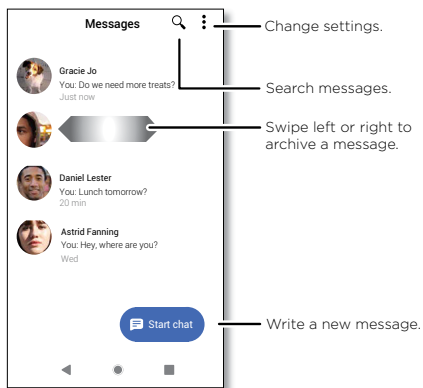 Messages
Change settings.
Gracie Jo
You: Do we need more treats?
Just now
Search messages.
Swipe left or right to
archive a message.
Daniel Lester
You: Lunch tomorrow?
20 min
Astrid Fanning
You: Hey, where are you?
Wed
Start chat
Write a new message.